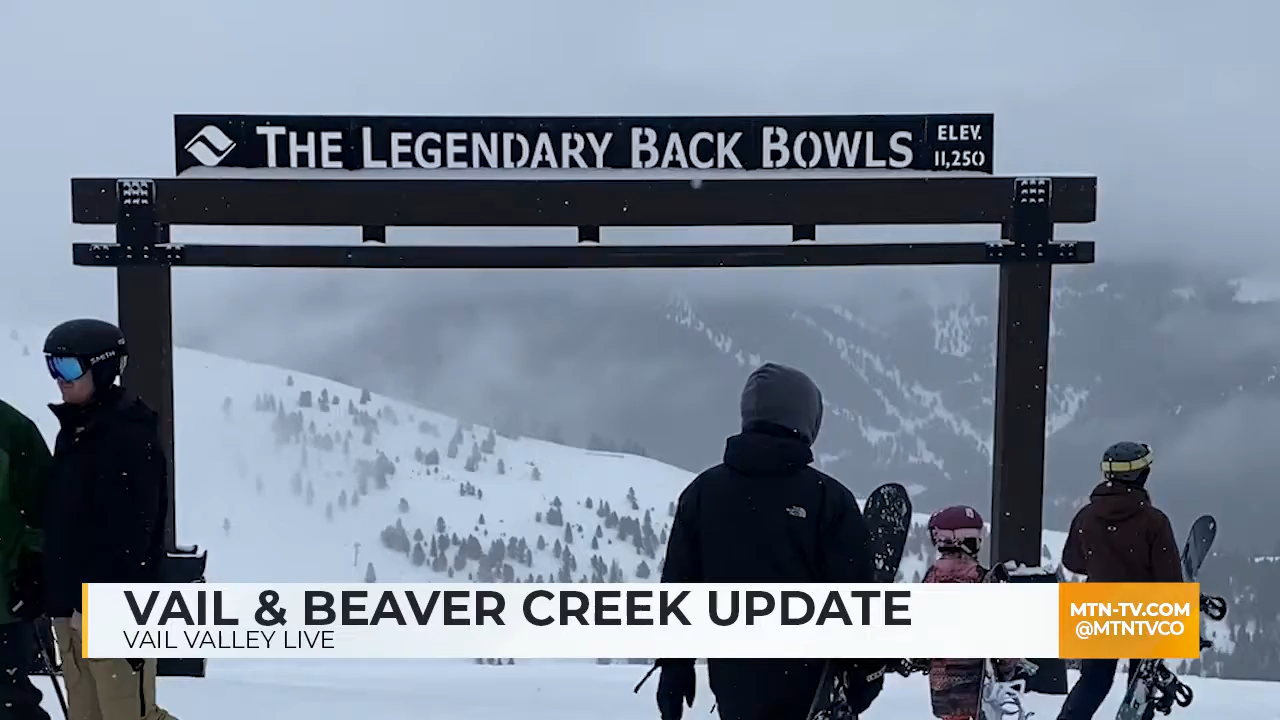 THE LEGENDARY BACK BOWLS
ELEV.
11,250
SMITH
VAIL & BEAVER CREEK UPDATE
VAIL VALLEY LIVE
MTN-TV.COM
@MTNTVCO